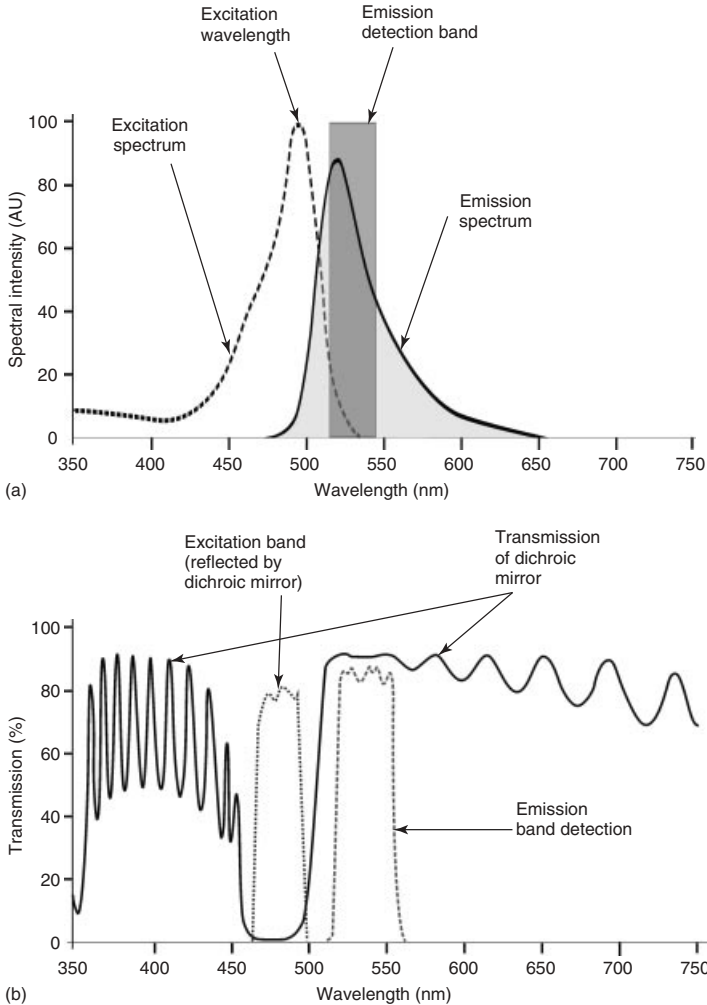 Excitation
wavelength
Emission
detection band
Excitation
spectrum
Emission
spectrum
Spectral intensity (AU)
100
80
60
40
20
0
350 400 450 500 550 600 650 700 750
Wavelength (nm)
(a)
Excitation band
(reflected by
dichroic mirror)
Transmission
of dichroic
mirror
Emission
band detection
Transmission (%)
100
80
60
40
20
0
350 400 450 500 550 600 650 700 750
Wavelength (nm)
(b)